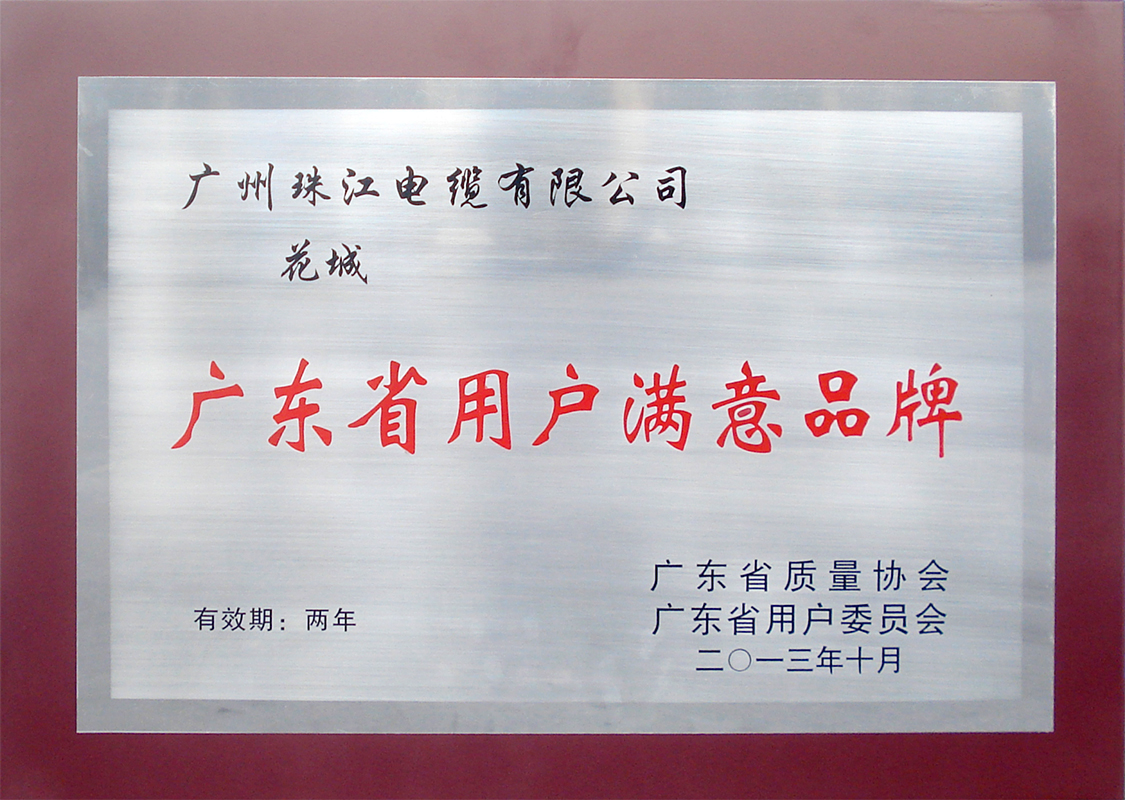 广州珠江电缆有限公司
花城
广东省用户满意品牌
广东省质量协会
有效期：两年
广东省用户委员会
二〇一三年十月